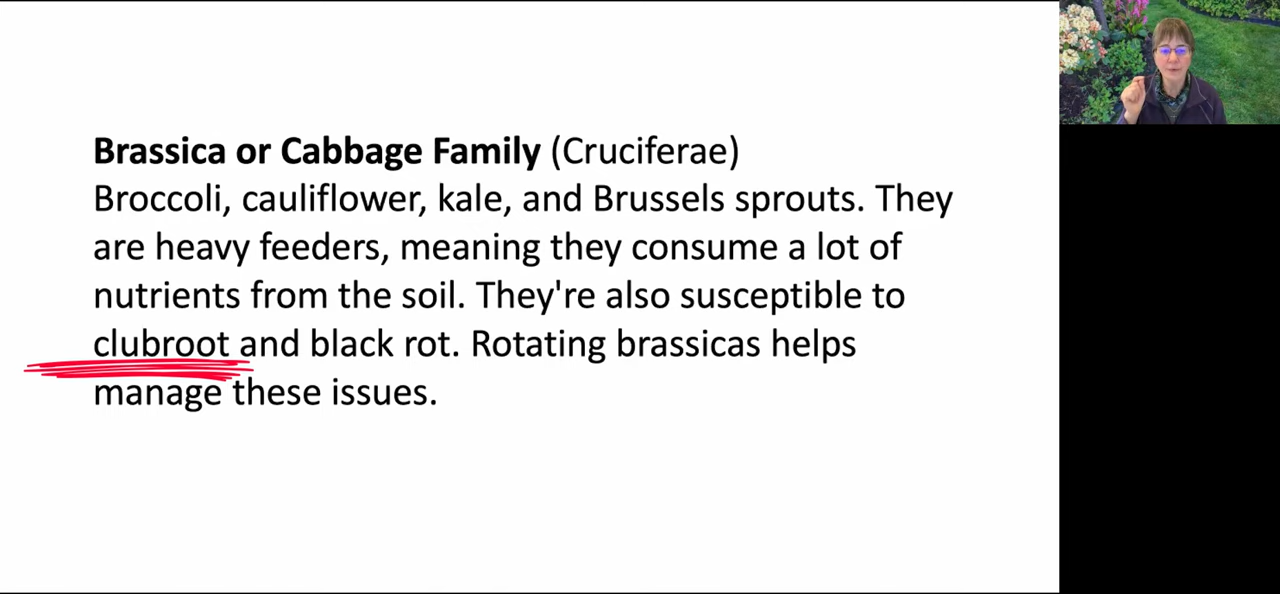 Brassica or Cabbage Family (Cruciferae)
Broccoli, cauliflower, kale, and Brussels sprouts. They
are heavy feeders, meaning they consume a lot of
nutrients from the soil. They're also susceptible to
clubroot and black rot. Rotating brassicas helps
manage these issues.